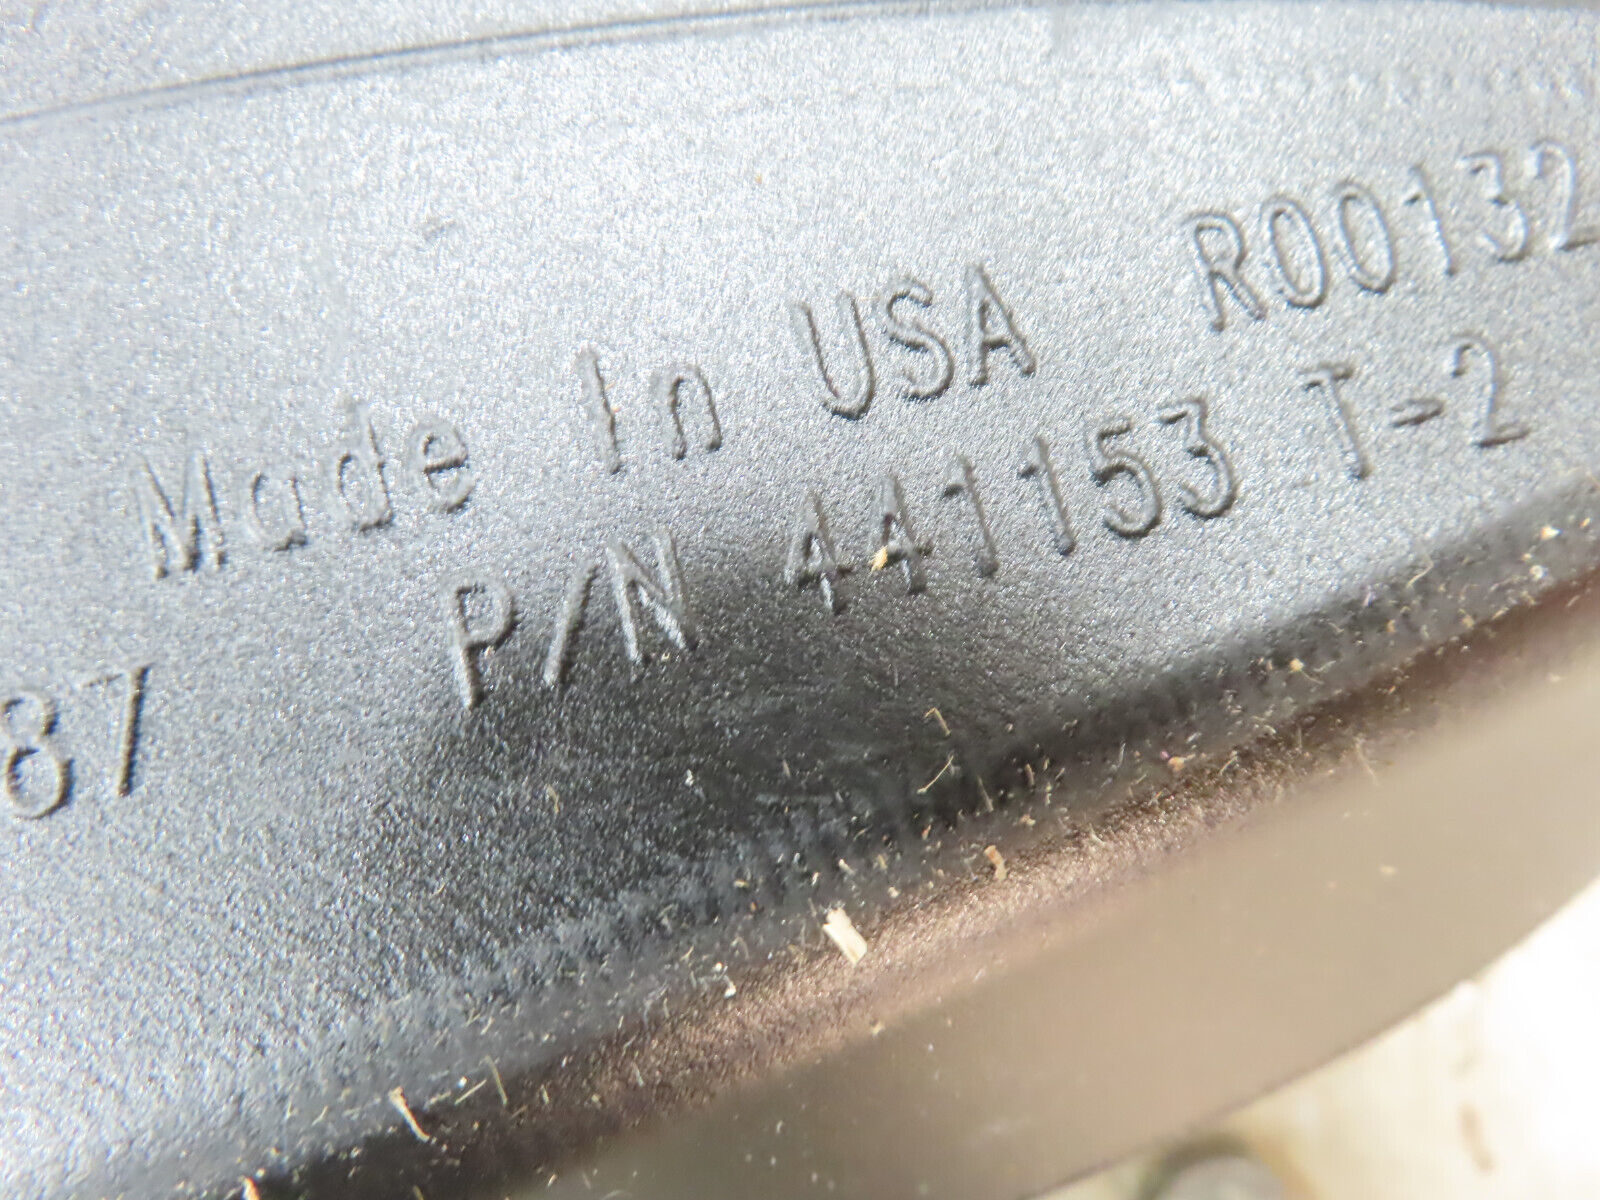 Made In USA R00132
87 P/N 441153 T-2